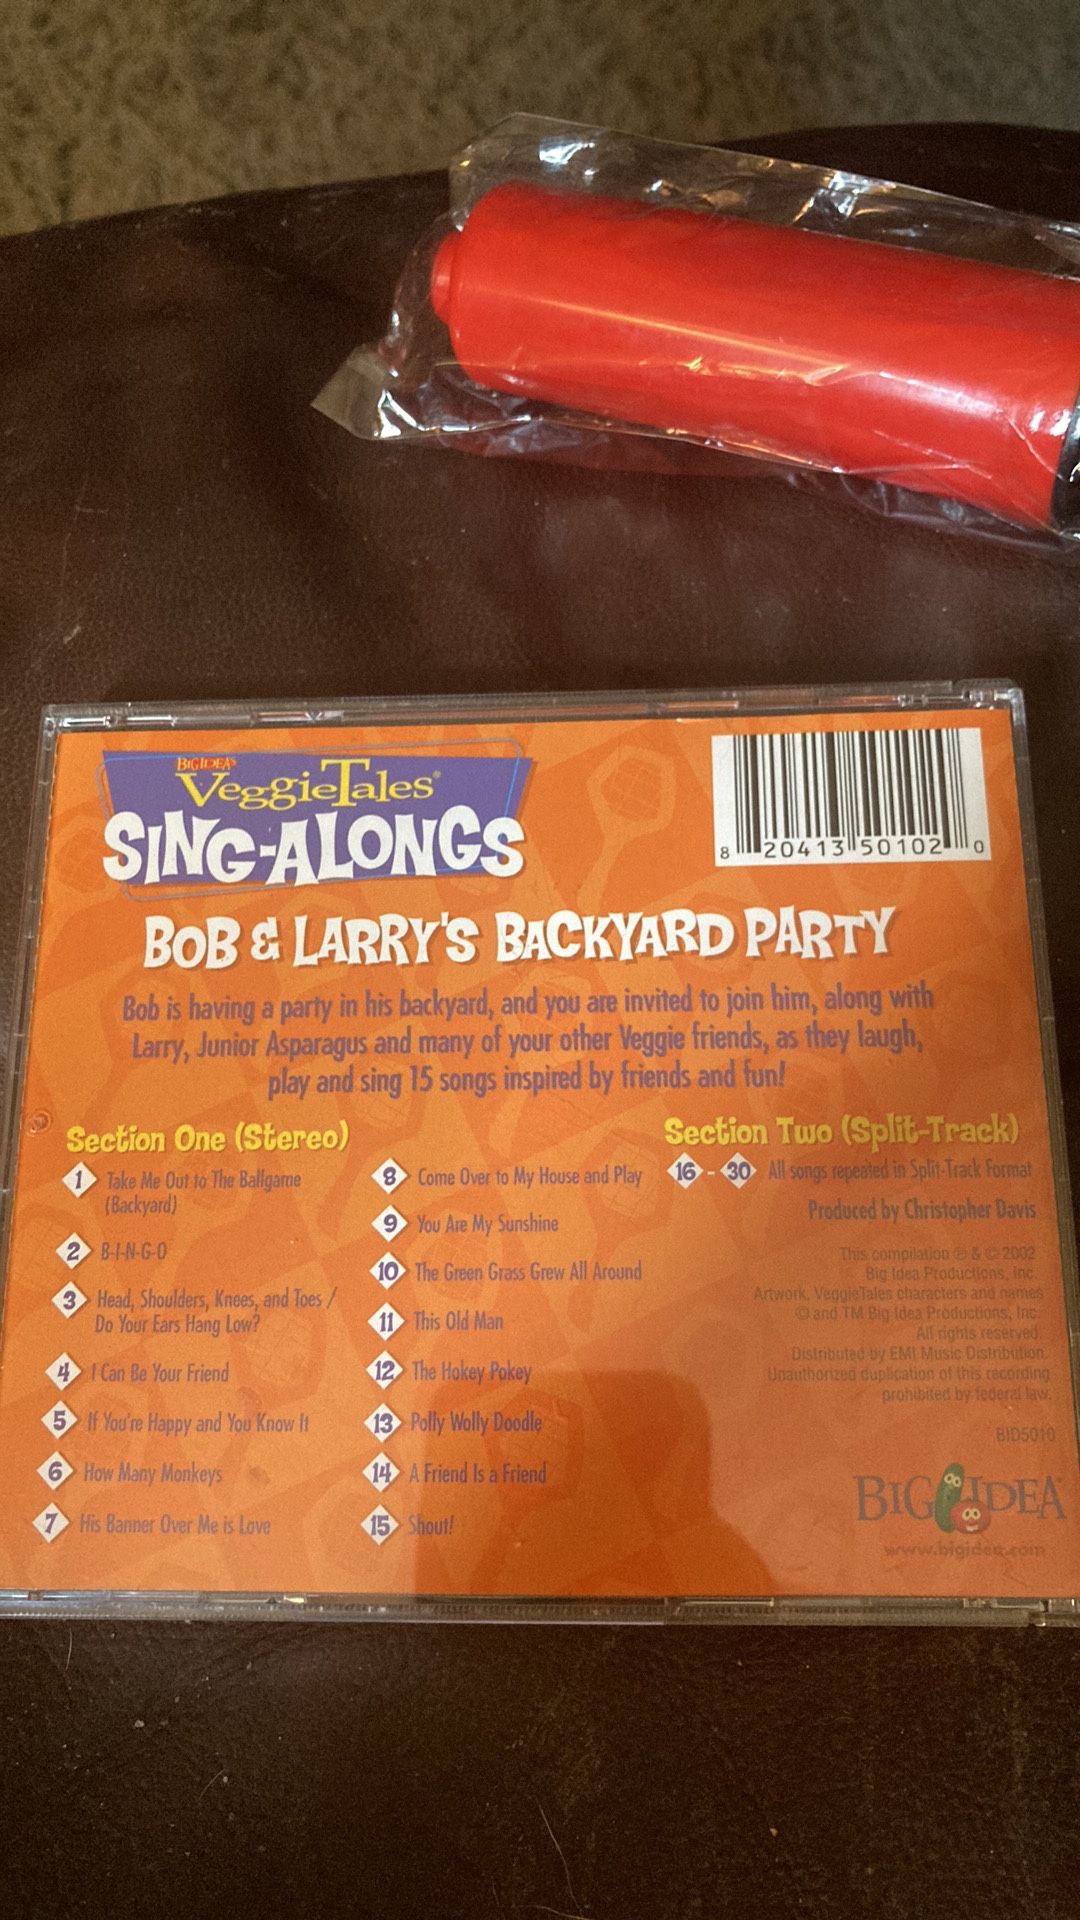 BIG IDEA's
VeggieTales®
SING-ALONGS
8 20413 50102 0
BOB & LARRY'S BACKYARD PARTY
Bob is having a party in his backyard, and you are invited to join him, along with
Larry, Junior Asparagus and many of your other Veggie friends, as they laugh,
play and sing 15 songs inspired by friends and fun!
Section One (Stereo)
1 Take Me Out to The Ballgame
(Backyard)
2 B-I-N-G-O
3 Head, Shoulders, Knees, and Toes /
Do Your Ears Hang Low?
4 I Can Be Your Friend
5 If You're Happy and You Know It
6 How Many Monkeys
7 His Banner Over Me is Love
8 Come Over to My House and Play
9 You Are My Sunshine
10 The Green Grass Grew All Around
11 This Old Man
12 The Hokey Pokey
13 Polly Wolly Doodle
14 A Friend Is a Friend
15 Shout!
Section Two (Split-Track)
16 - 30 All songs repeated in Split-Track Format
Produced by Christopher Davis
This compilation ℗ & © 2002
Big Idea Productions, Inc.
Artwork, VeggieTales characters and names
© and TM Big Idea Productions, Inc.
All rights reserved.
Distributed by EMI Music Distribution.
Unauthorized duplication of this recording
prohibited by federal law.
BID5010
BIG IDEA
www.bigidea.com